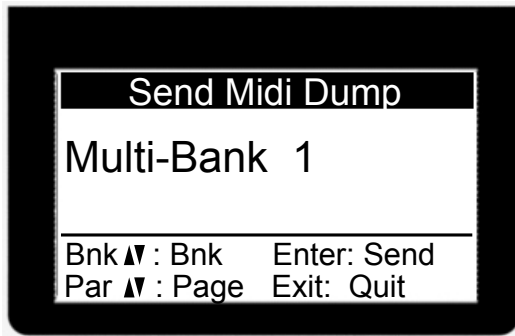 Send Midi Dump
Multi-Bank 1
Bnk ▲▼ : Bnk Enter: Send
Par ▲▼ : Page Exit: Quit